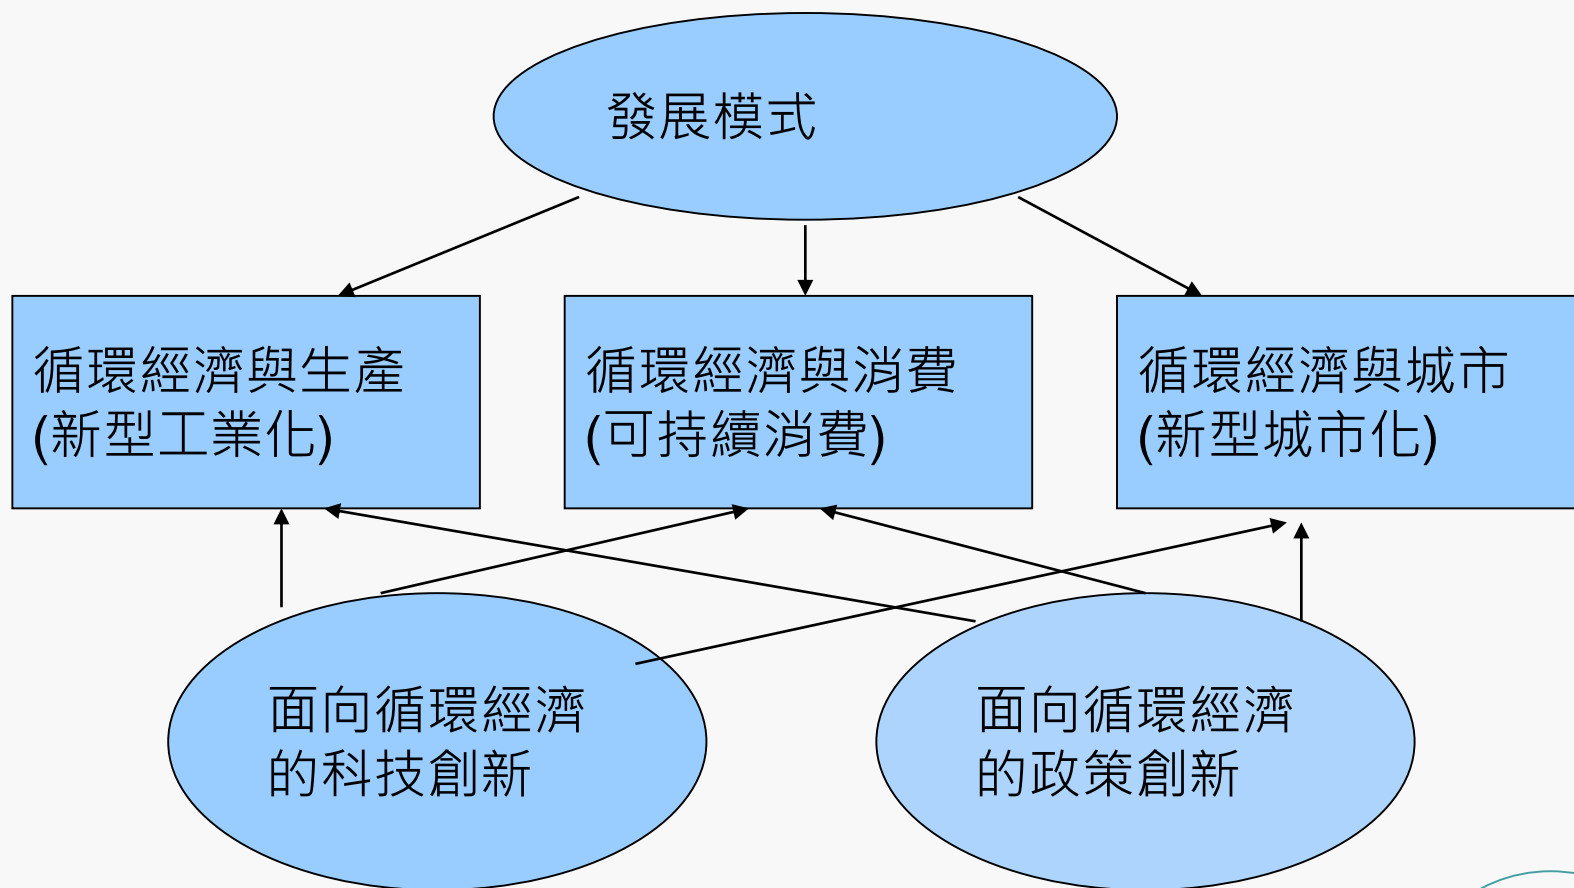 發展模式
循環經濟與生產
(新型工業化)
循環經濟與消費
(可持續消費)
循環經濟與城市
(新型城市化)
面向循環經濟
的科技創新
面向循環經濟
的政策創新